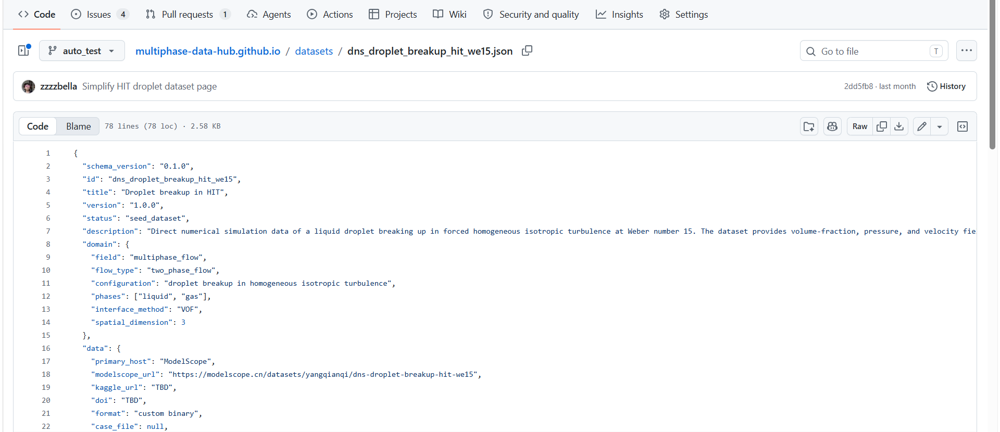 Code Issues 4 Pull requests 1 Agents Actions Projects Wiki Security and quality Insights Settings
auto_test multiphase-data-hub.github.io / datasets / dns_droplet_breakup_hit_we15.json Go to file T
zzzzbella Simplify HIT droplet dataset page 2dd5fb8 · last month History
Code Blame 78 lines (78 loc) · 2.58 KB Raw
1 {
2 "schema_version": "0.1.0",
3 "id": "dns_droplet_breakup_hit_we15",
4 "title": "Droplet breakup in HIT",
5 "version": "1.0.0",
6 "status": "seed_dataset",
7 "description": "Direct numerical simulation data of a liquid droplet breaking up in forced homogeneous isotropic turbulence at Weber number 15. The dataset provides volume-fraction, pressure, and velocity fie
8 "domain": {
9 "field": "multiphase_flow",
10 "flow_type": "two_phase_flow",
11 "configuration": "droplet breakup in homogeneous isotropic turbulence",
12 "phases": ["liquid", "gas"],
13 "interface_method": "VOF",
14 "spatial_dimension": 3
15 },
16 "data": {
17 "primary_host": "ModelScope",
18 "modelscope_url": "https://modelscope.cn/datasets/yangqianqi/dns-droplet-breakup-hit-we15",
19 "kaggle_url": "TBD",
20 "doi": "TBD",
21 "format": "custom binary",
22 "case_file": null,